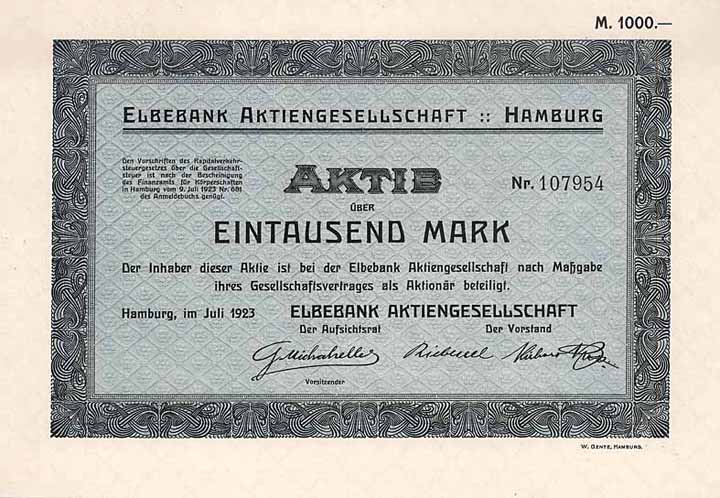 M. 1000.—
ELBEBANK AKTIENGESELLSCHAFT :: HAMBURG
Den Vorschriften des Kapitalverkehr-
steuergesetzes über die Gesellschaft-
steuer ist nach der Bescheinigung
des Finanzamts für Körperschaften
in Hamburg vom 9. Juli 1923 Nr. 681
des Anmeldebuchs genügt.
AKTIE
Nr. 107954
ÜBER
EINTAUSEND MARK
Der Inhaber dieser Aktie ist bei der Elbebank Aktiengesellschaft nach Maßgabe
ihres Gesellschaftsvertrages als Aktionär beteiligt.
Hamburg, im Juli 1923
ELBEBANK AKTIENGESELLSCHAFT
Der Aufsichtsrat
Der Vorstand
Vorsitzender
W. GENTE, HAMBURG.